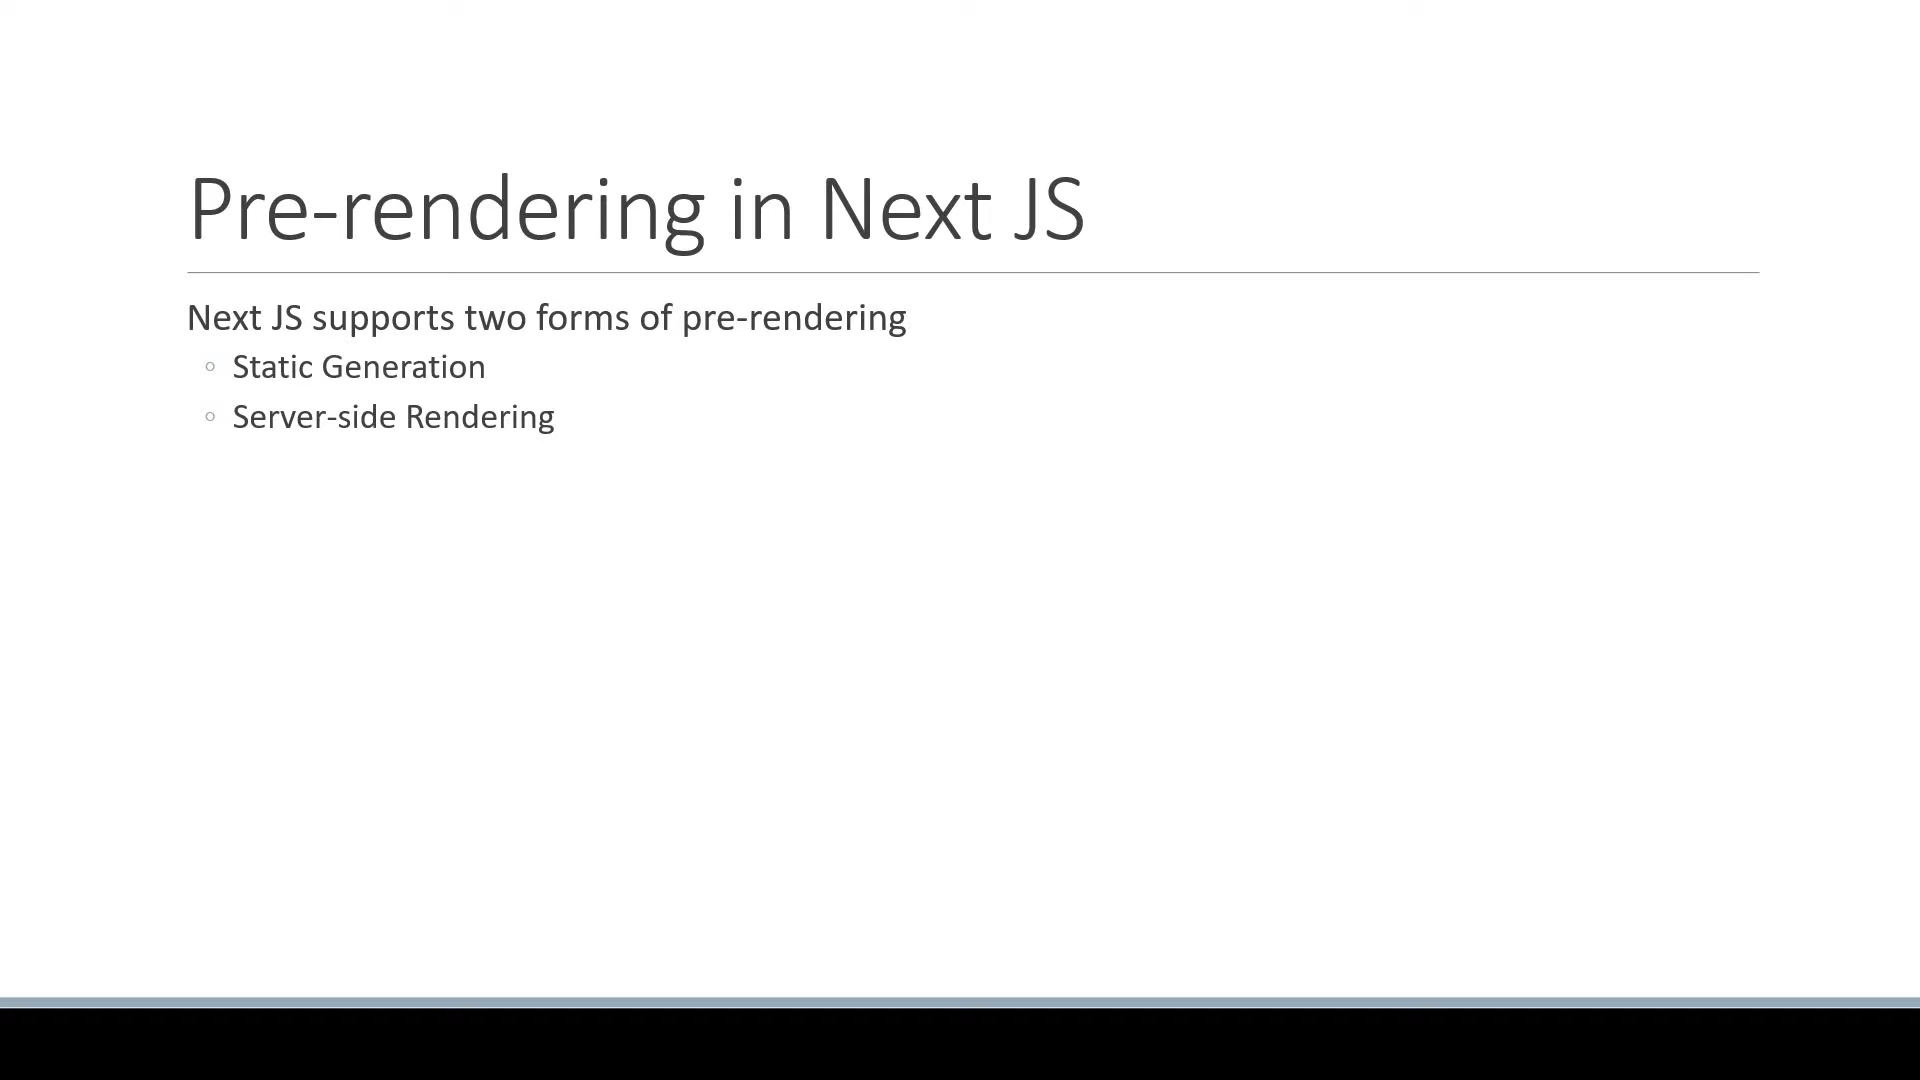 Pre-rendering in Next JS
Next JS supports two forms of pre-rendering
◦ Static Generation
◦ Server-side Rendering